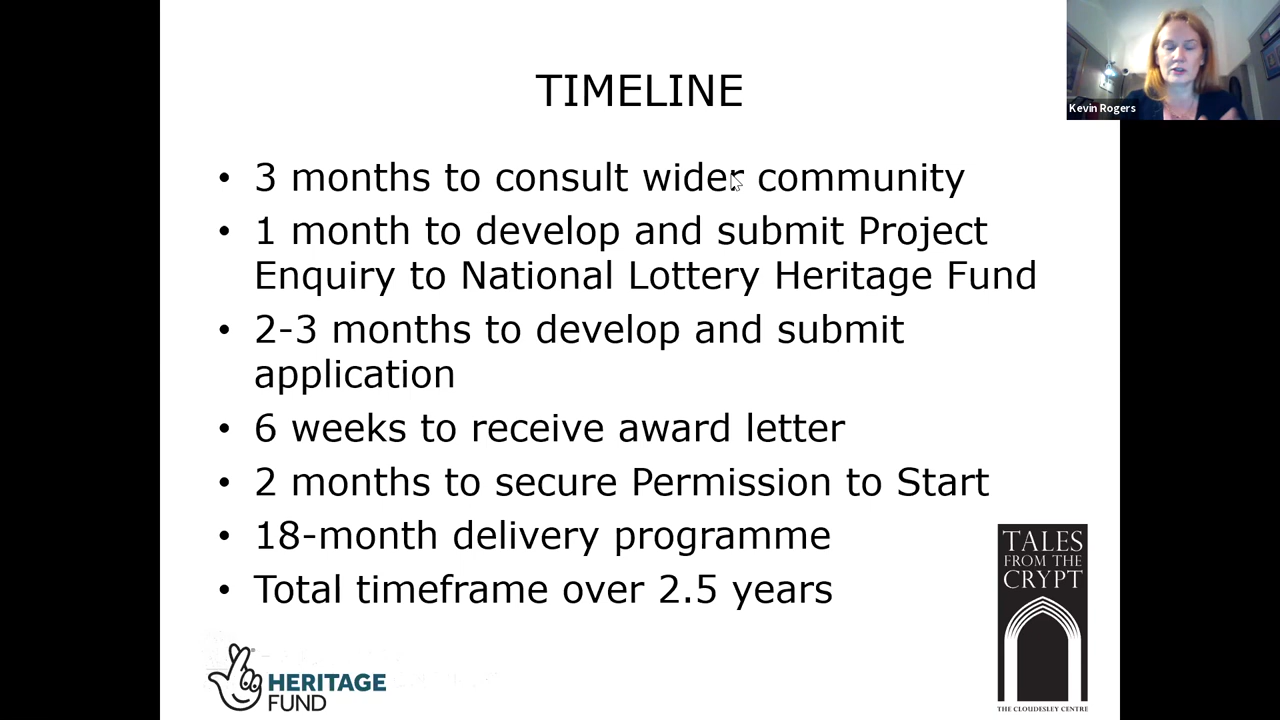 TIMELINE
Kevin Rogers
• 3 months to consult wider community
• 1 month to develop and submit Project
Enquiry to National Lottery Heritage Fund
• 2-3 months to develop and submit
application
• 6 weeks to receive award letter
• 2 months to secure Permission to Start
• 18-month delivery programme
• Total timeframe over 2.5 years
TALES
FROM THE
CRYPT
THE CLOUDESLEY CENTRE
HERITAGE
FUND